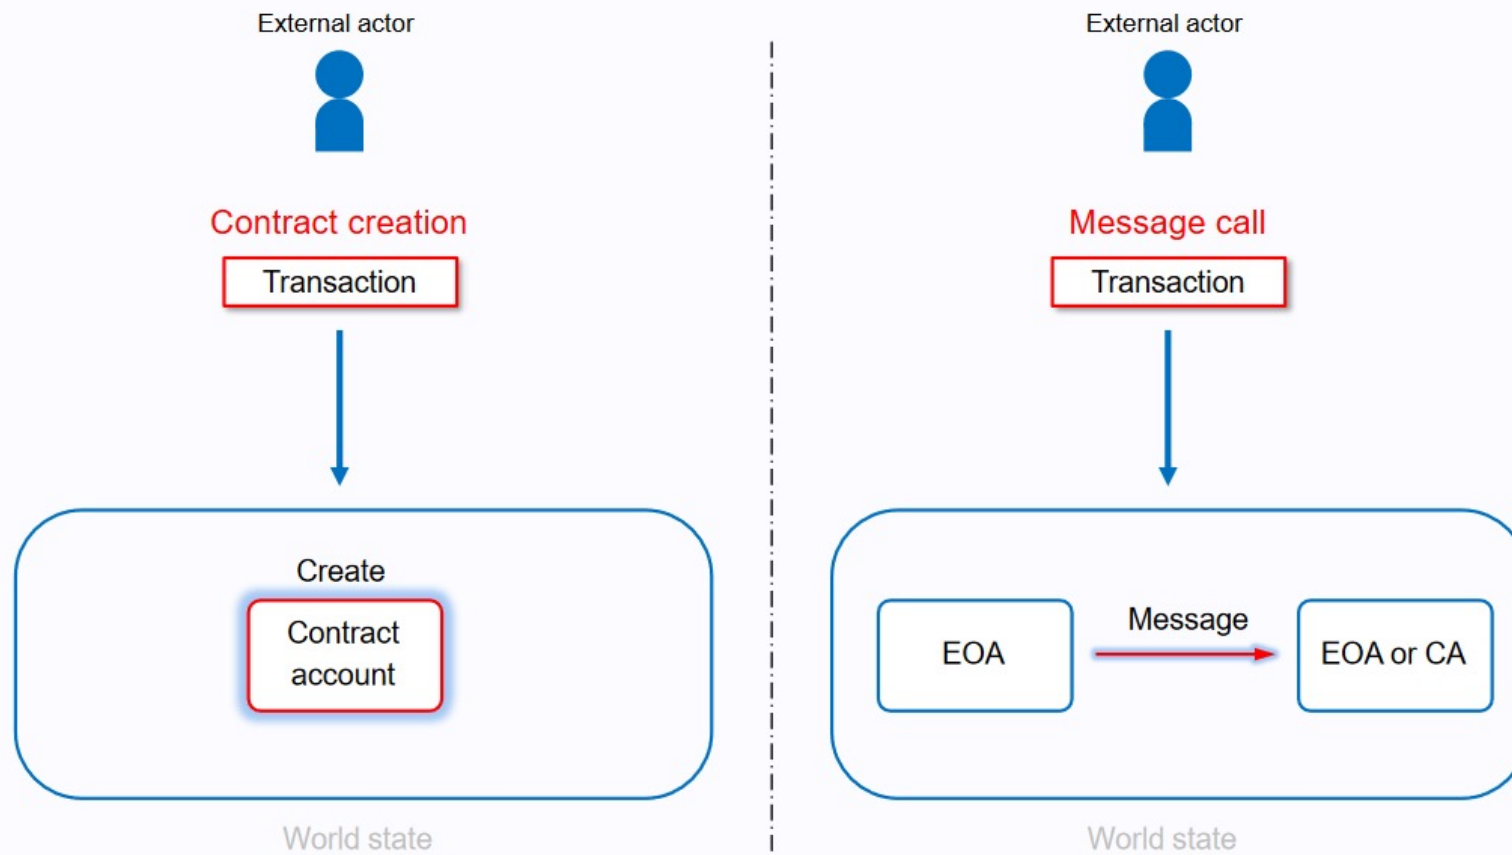 External actor
Contract creation
Transaction
Create
Contract
account
World state
External actor
Message call
Transaction
EOA
Message
EOA or CA
World state